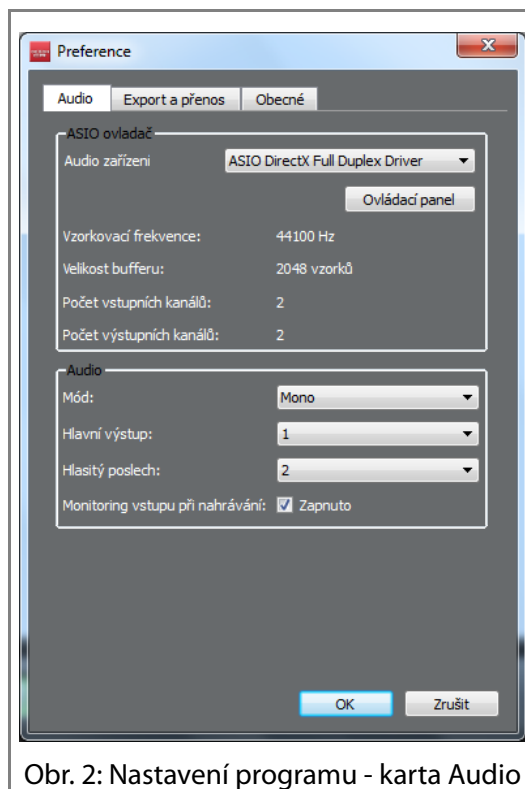 Preference
Audio Export a přenos Obecné
ASIO ovladač
Audio zařízeni ASIO DirectX Full Duplex Driver
Ovládací panel
Vzorkovací frekvence: 44100 Hz
Velikost bufferu: 2048 vzorků
Počet vstupních kanálů: 2
Počet výstupních kanálů: 2
Audio
Mód: Mono
Hlavní výstup: 1
Hlasitý poslech: 2
Monitoring vstupu při nahrávání: Zapnuto
OK Zrušit
Obr. 2: Nastavení programu - karta Audio